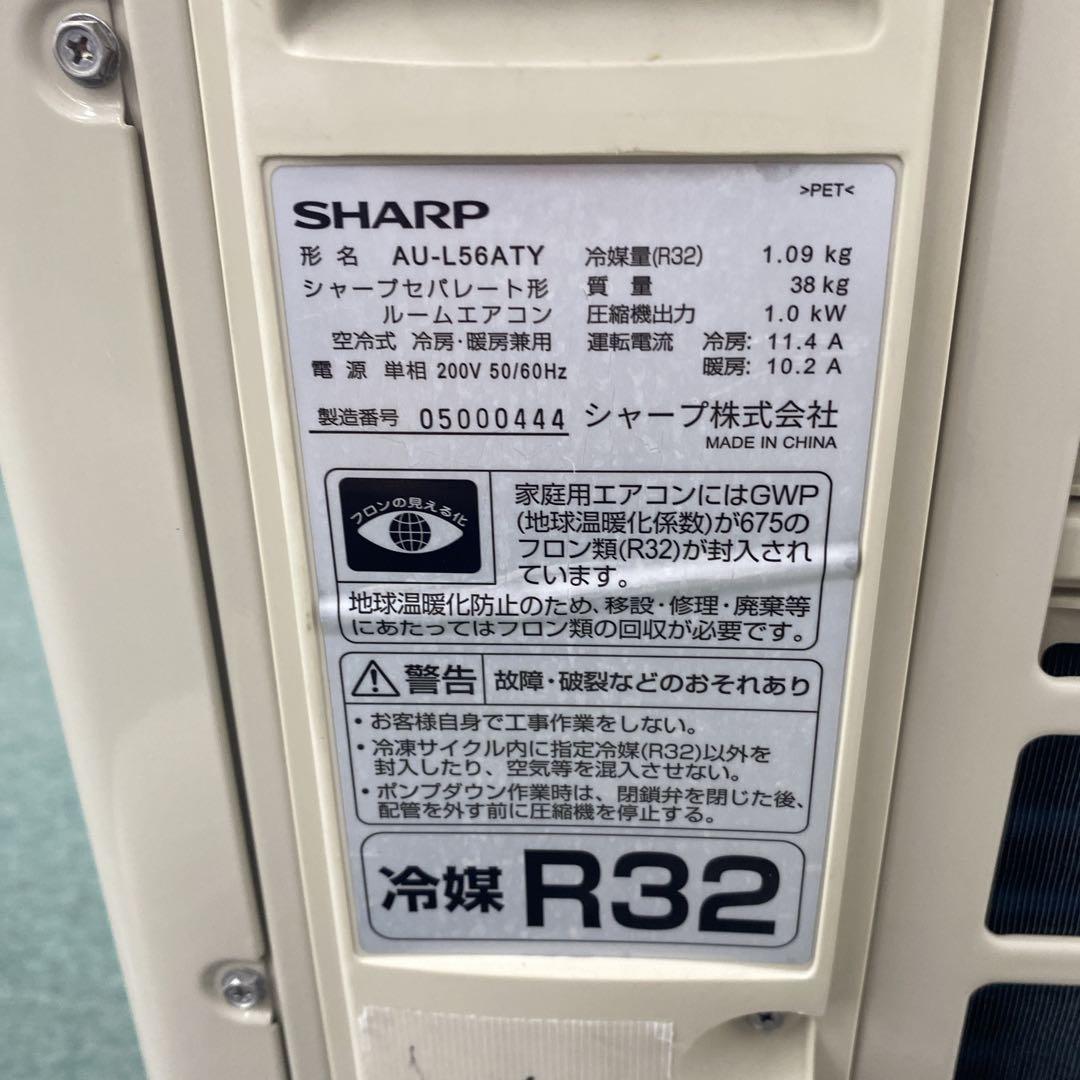 >PET<
SHARP
形名 AU-L56ATY
シャープセパレート形
ルームエアコン
空冷式 冷房・暖房兼用
電源 単相 200V 50/60Hz
製造番号 05000444
冷媒量(R32) 1.09 kg
質量 38 kg
圧縮機出力 1.0 kW
運転電流 冷房: 11.4 A
暖房: 10.2 A
シャープ株式会社
MADE IN CHINA
フロンの見える化
家庭用エアコンにはGWP
(地球温暖化係数)が675の
フロン類(R32)が封入され
ています。
地球温暖化防止のため、移設・修理・廃棄等
にあたってはフロン類の回収が必要です。
警告 故障・破裂などのおそれあり
・お客様自身で工事作業をしない。
・冷凍サイクル内に指定冷媒(R32)以外を
封入したり、空気等を混入させない。
・ポンプダウン作業時は、閉鎖弁を閉じた後、
配管を外す前に圧縮機を停止する。
冷媒 R32